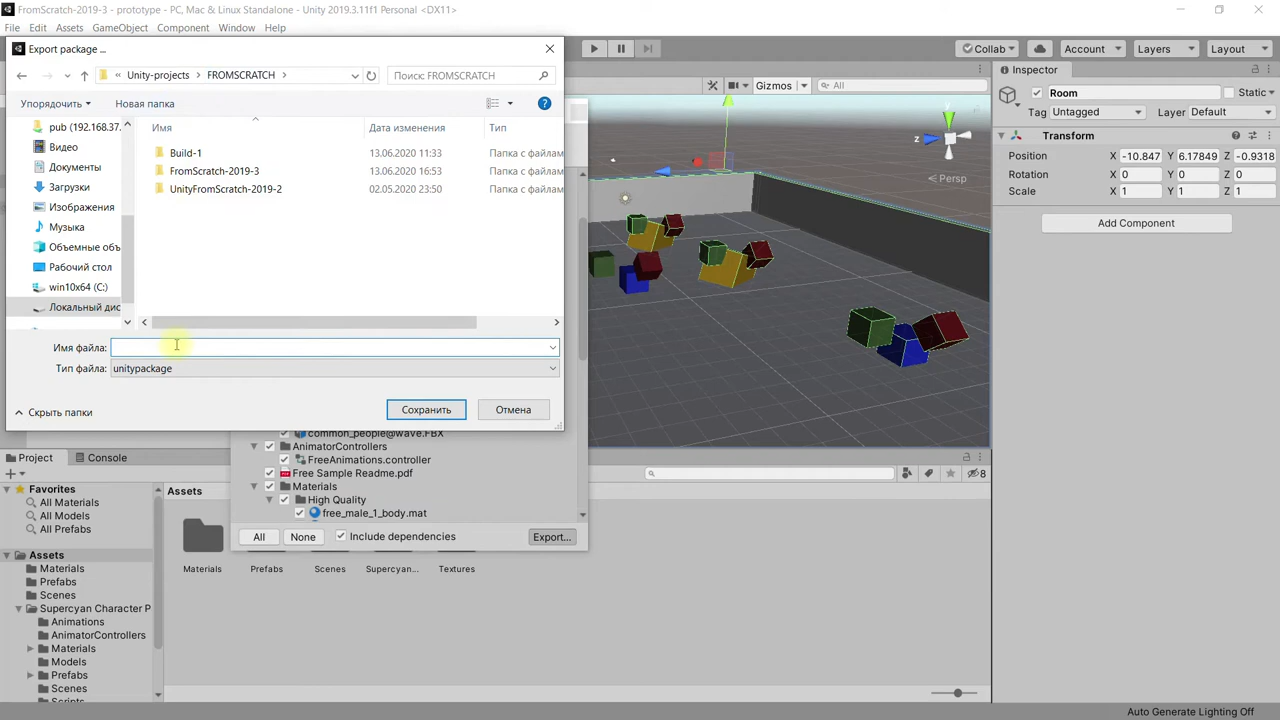 FromScratch-2019-3 - prototype - PC, Mac & Linux Standalone - Unity 2019.3.11f1 Personal <DX11>
File Edit Assets GameObject Component Window Help
Export package ...
Collab Account Layers Layout
« Unity-projects > FROMSCRATCH > Поиск: FROMSCRATCH
Упорядочить Новая папка
pub (192.168.37.
Видео
Документы
Загрузки
Изображения
Музыка
Объемные объ
Рабочий стол
win10x64 (C:)
Локальный дис
Имя Дата изменения Тип
Build-1 13.06.2020 11:33 Папка с файлам
FromScratch-2019-3 13.06.2020 16:53 Папка с файлам
UnityFromScratch-2019-2 02.05.2020 23:50 Папка с файлам
Имя файла:
Тип файла: unitypackage
Скрыть папки Сохранить Отмена
Gizmos All
y
z
Persp
Inspector
Room Static
Tag Untagged Layer Default
Transform
Position X -10.847 Y 6.17849 Z -0.9318
Rotation X 0 Y 0 Z 0
Scale X 1 Y 1 Z 1
Add Component
common_people@wave.FBX
AnimatorControllers
FreeAnimations.controller
Free Sample Readme.pdf
Materials
High Quality
free_male_1_body.mat
All None Include dependencies Export...
Project Console
8
Favorites
All Materials
All Models
All Prefabs
Assets
Materials
Prefabs
Scenes
Supercyan Character P
Animations
AnimatorControllers
Materials
Models
Prefabs
Scenes
Scripts
Assets
Materials Prefabs Scenes Supercyan... Textures
Auto Generate Lighting Off